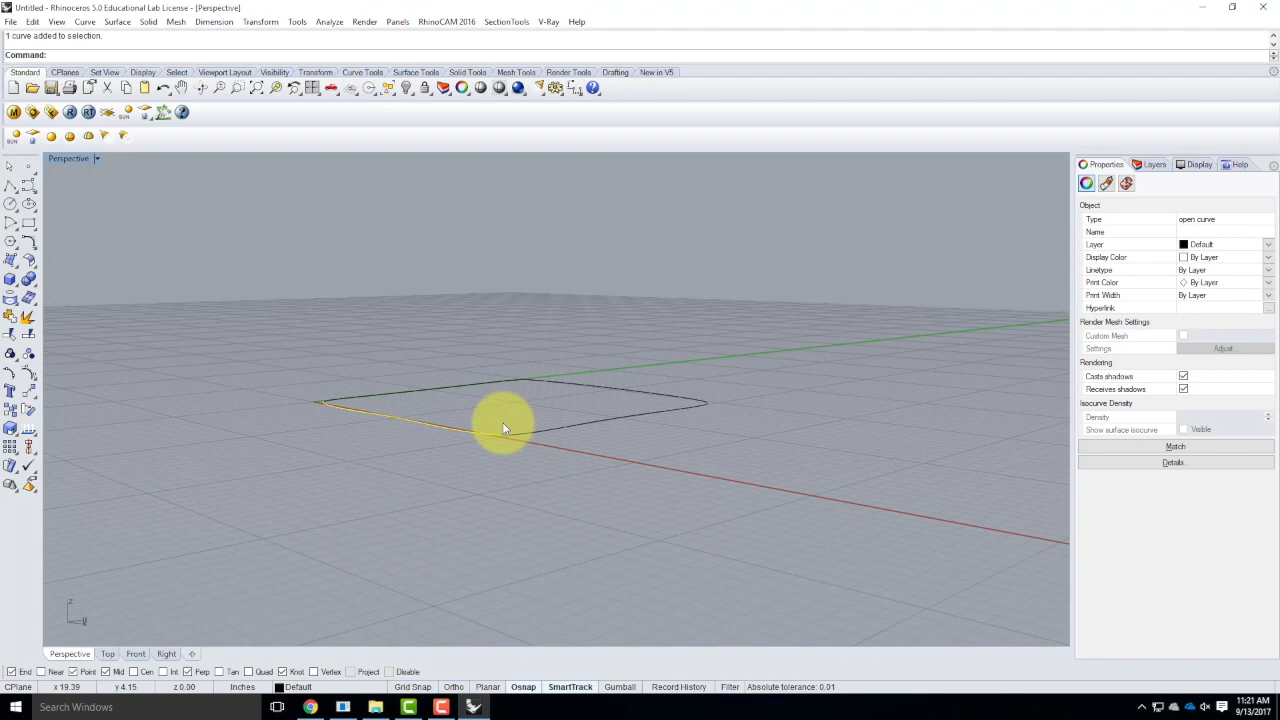 Untitled - Rhinoceros 5.0 Educational Lab License - [Perspective]
File Edit View Curve Surface Solid Mesh Dimension Transform Tools Analyze Render Panels RhinoCAM 2016 SectionTools V-Ray Help
1 curve added to selection.
Command:
Standard CPlanes Set View Display Select Viewport Layout Visibility Transform Curve Tools Surface Tools Solid Tools Mesh Tools Render Tools Drafting New in V5
M R RT SUN
SUN
Perspective
Properties Layers Display Help
Object
Type open curve
Name
Layer Default
Display Color By Layer
Linetype By Layer
Print Color By Layer
Print Width By Layer
Hyperlink ...
Render Mesh Settings
Custom Mesh
Settings Adjust...
Rendering
Casts shadows
Receives shadows
Isocurve Density
Density
Show surface isocurve Visible
Match
Details...
z
Perspective Top Front Right
End Near Point Mid Cen Int Perp Tan Quad Knot Vertex Project Disable
CPlane x 19.39 y 4.15 z 0.00 Inches Default Grid Snap Ortho Planar Osnap SmartTrack Gumball Record History Filter Absolute tolerance: 0.01
Search Windows
11:21 AM
9/13/2017